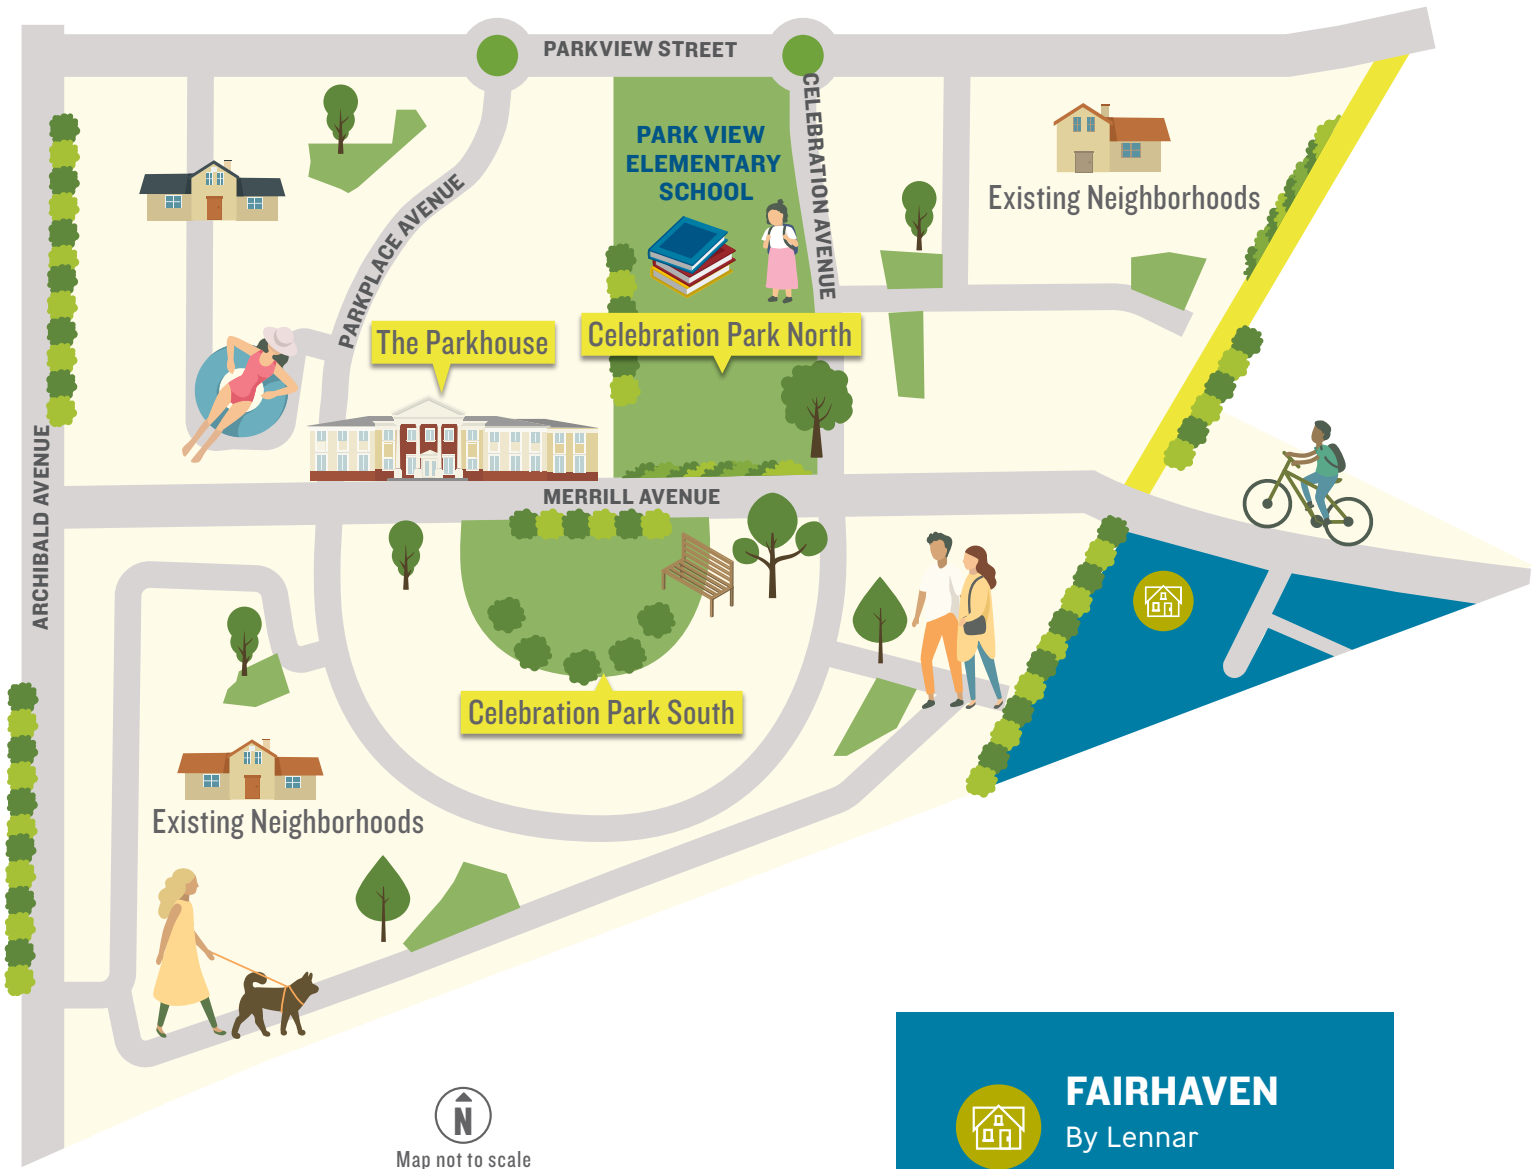 PARKVIEW STREET
CELEBRATION AVENUE
PARK VIEW
ELEMENTARY
SCHOOL
Existing Neighborhoods
PARKPLACE AVENUE
The Parkhouse
Celebration Park North
ARCHIBALD AVENUE
MERRILL AVENUE
Celebration Park South
Existing Neighborhoods
N
Map not to scale
FAIRHAVEN
By Lennar